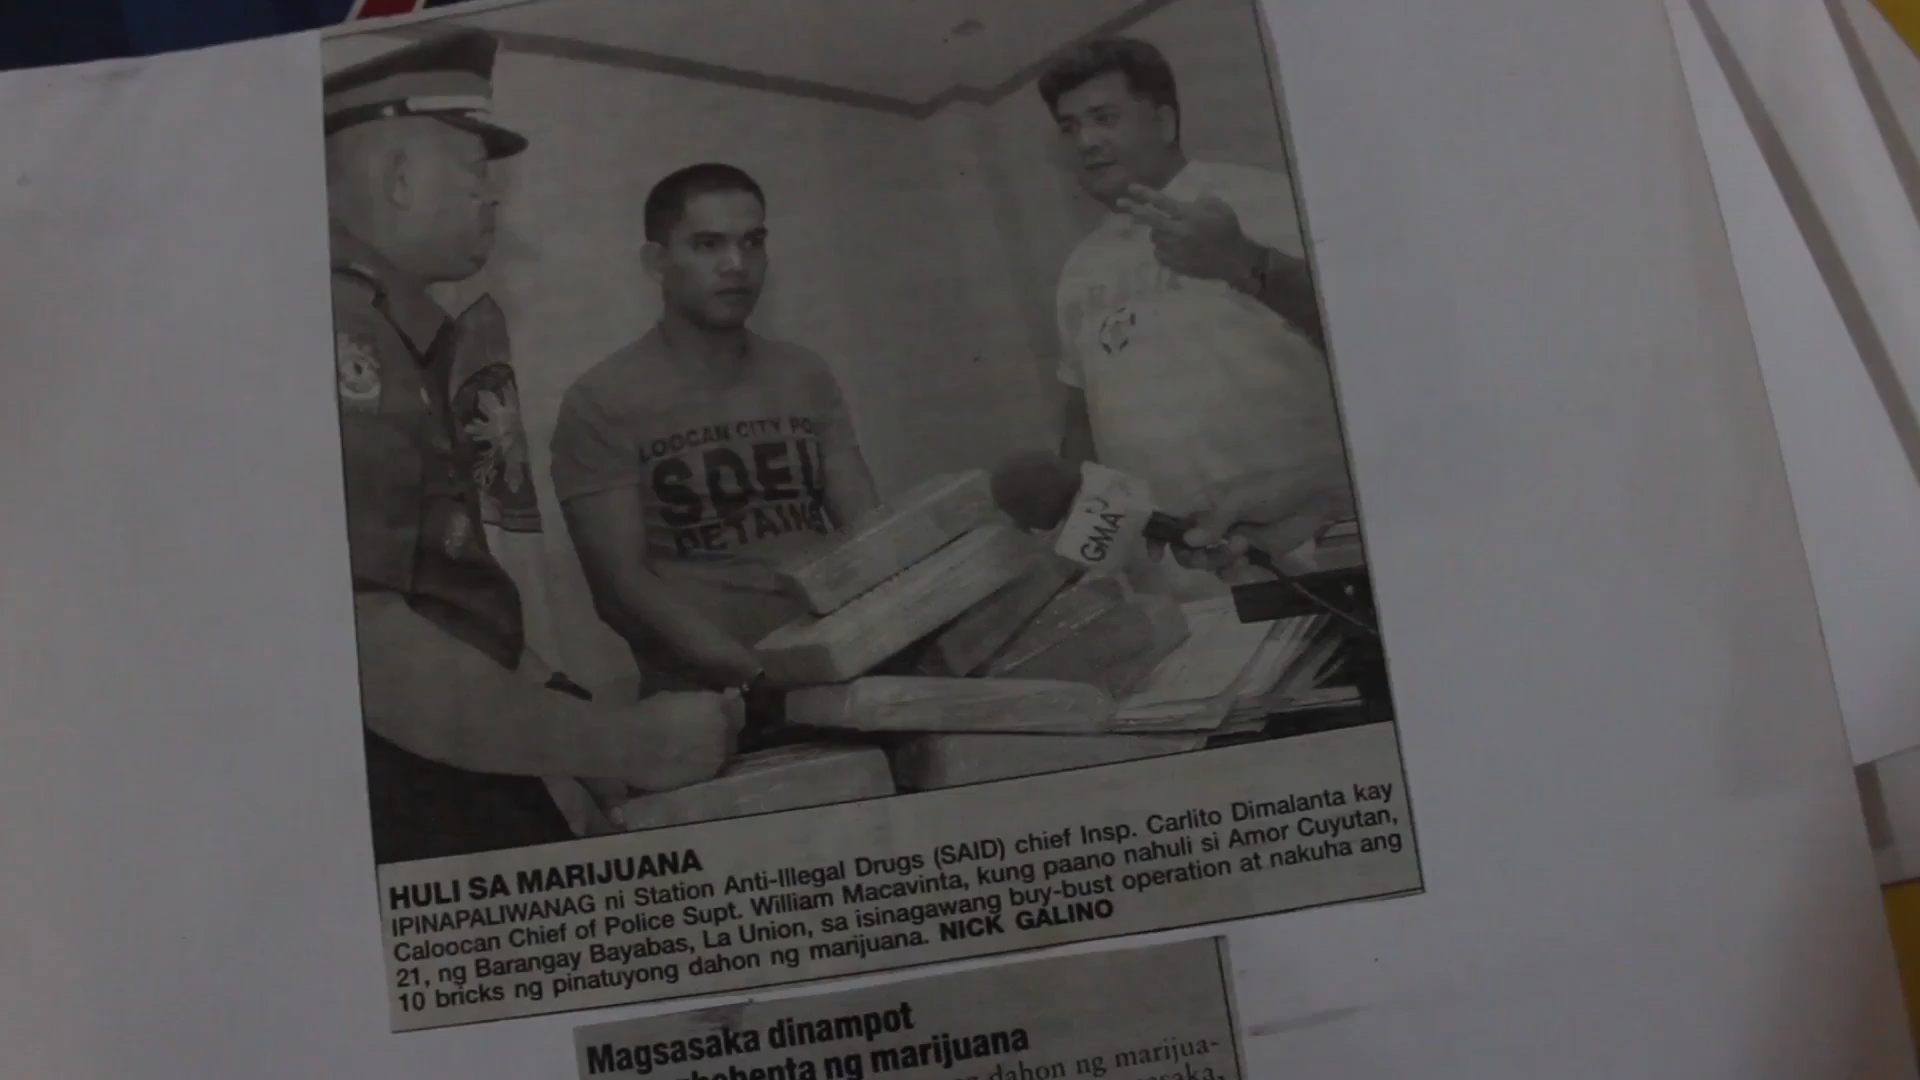 LOOCAN CITY PO
SDEU
DETAINE
GMA
HULI SA MARIJUANA
IPINAPALIWANAG ni Station Anti-Illegal Drugs (SAID) chief Insp. Carlito Dimalanta kay
Caloocan Chief of Police Supt. William Macavinta, kung paano nahuli si Amor Cuyutan,
21, ng Barangay Bayabas, La Union, sa isinagawang buy-bust operation at nakuha ang
10 bricks ng pinatuyong dahon ng marijuana. NICK GALINO
Magsasaka dinampot
ng marijuana
dahon ng marijua-